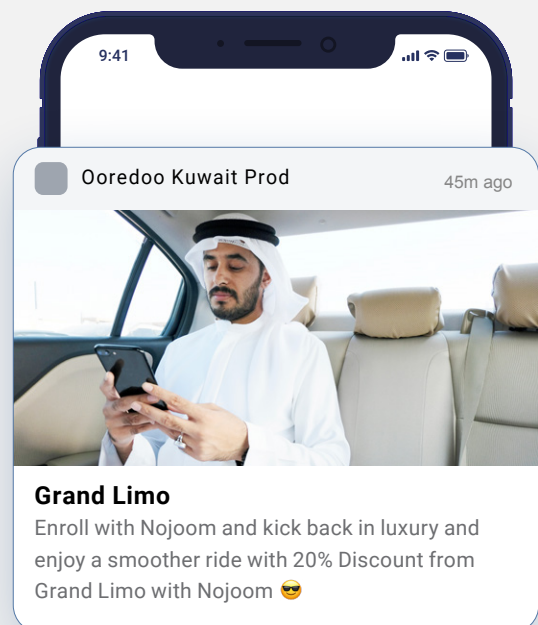 9:41
Ooredoo Kuwait Prod
45m ago
Grand Limo
Enroll with Nojoom and kick back in luxury and
enjoy a smoother ride with 20% Discount from
Grand Limo with Nojoom 😎